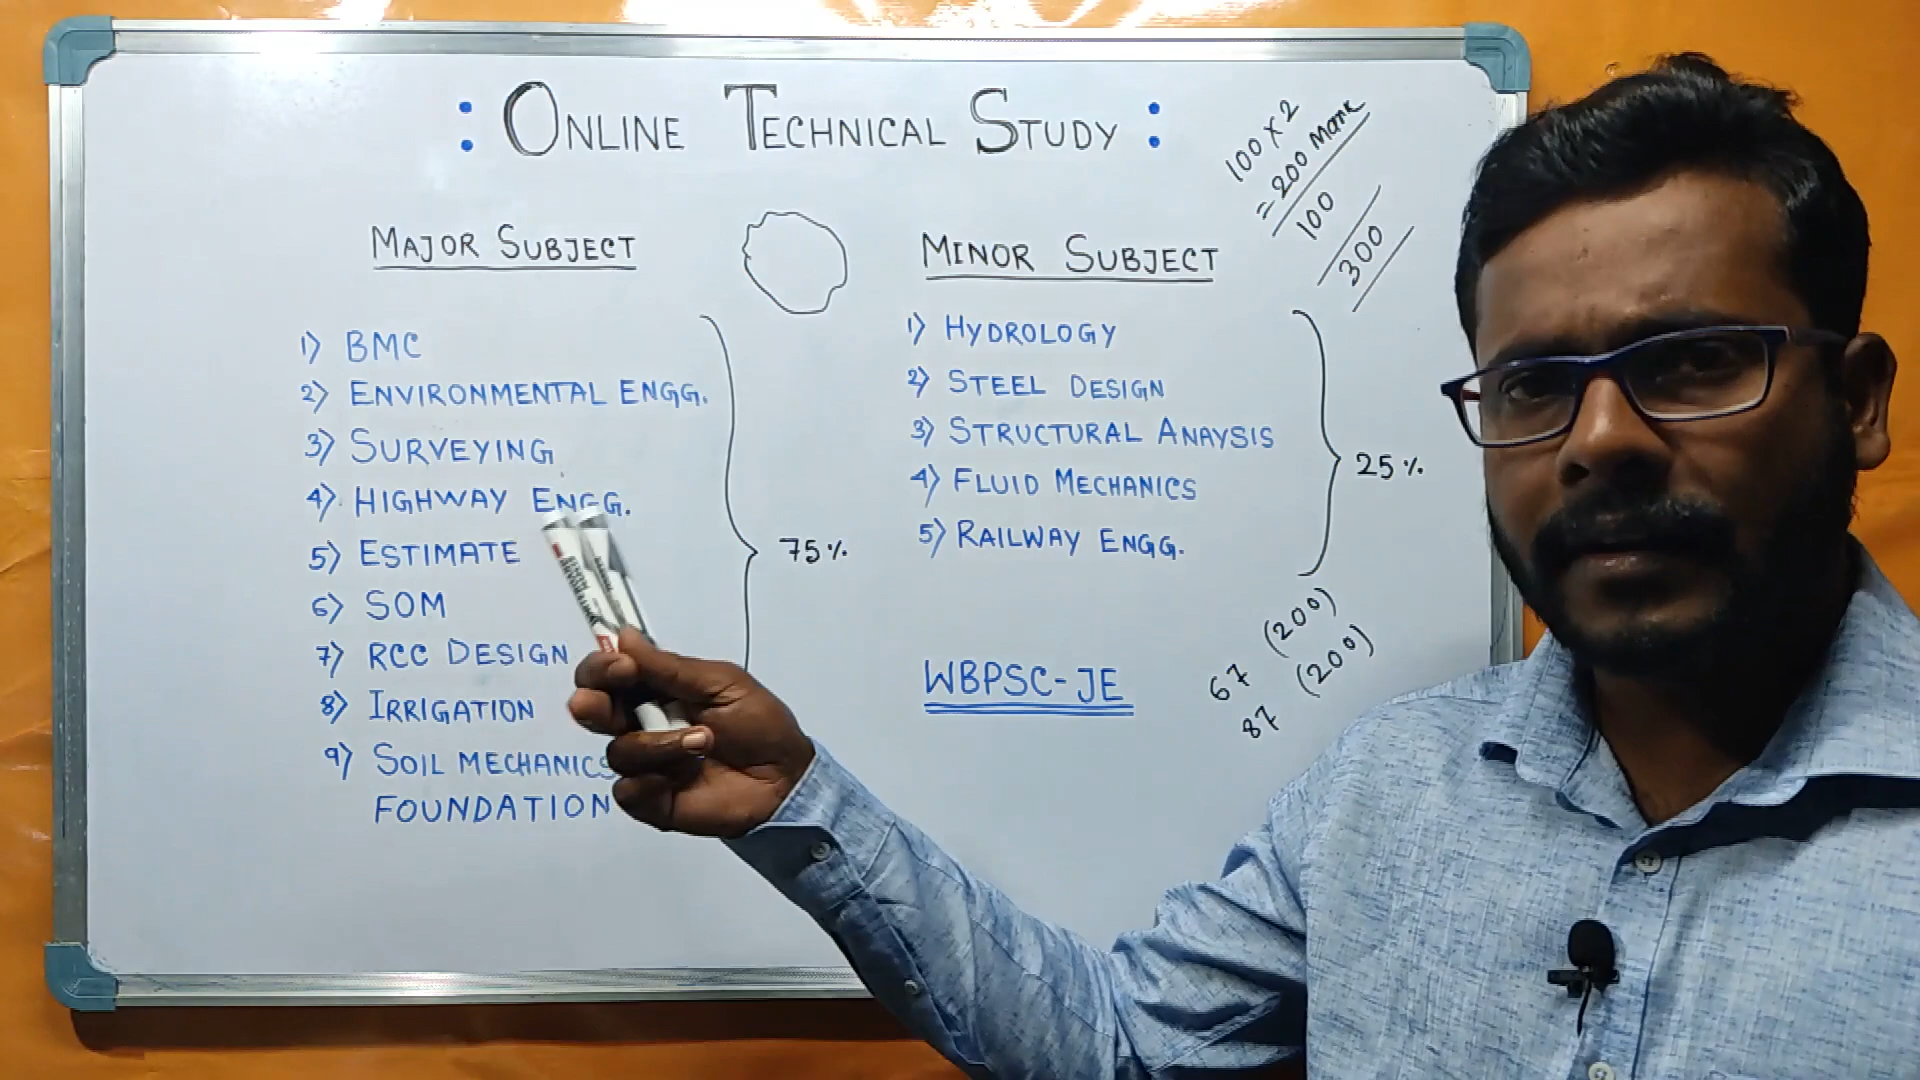 : ONLINE TECHNICAL STUDY :
100 × 2
= 200 Mark
100
300
MAJOR SUBJECT
1) BMC
2) ENVIRONMENTAL ENGG.
3) SURVEYING
4) HIGHWAY ENGG.
5) ESTIMATE
6) SOM
7) RCC DESIGN
8) IRRIGATION
9) SOIL MECHANICS
FOUNDATION
75%
MINOR SUBJECT
1) HYDROLOGY
2) STEEL DESIGN
3) STRUCTURAL ANAYSIS
4) FLUID MECHANICS
5) RAILWAY ENGG.
25%
WBPSC-JE
67 (200)
87 (200)